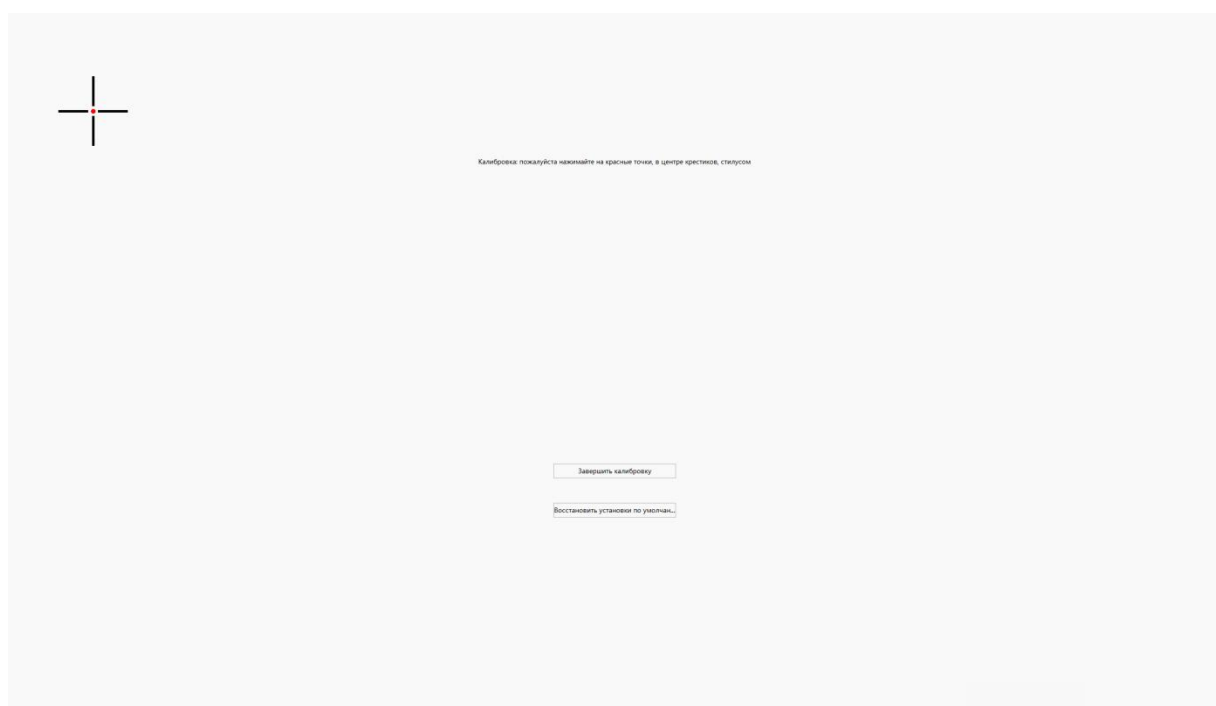 Калибровка: пожалуйста нажимайте на красные точки, в центре крестиков, стилусом
Завершить калибровку
Восстановить установки по умолчан...